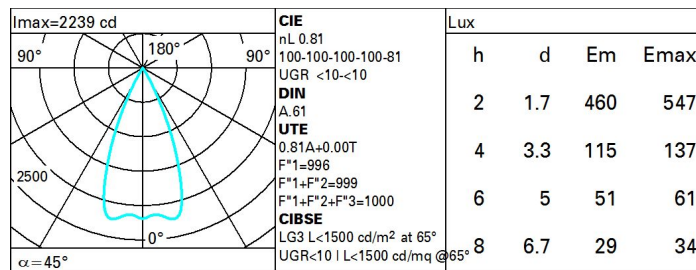 Imax=2239 cd
90° 180° 90°
2500
0°
α=45°
CIE
nL 0.81
100-100-100-100-81
UGR <10-<10
DIN
A.61
UTE
0.81A+0.00T
F"1=996
F"1+F"2=999
F"1+F"2+F"3=1000
CIBSE
LG3 L<1500 cd/m² at 65°
UGR<10 | L<1500 cd/mq @65°
Lux
h d Em Emax
2 1.7 460 547
4 3.3 115 137
6 5 51 61
8 6.7 29 34